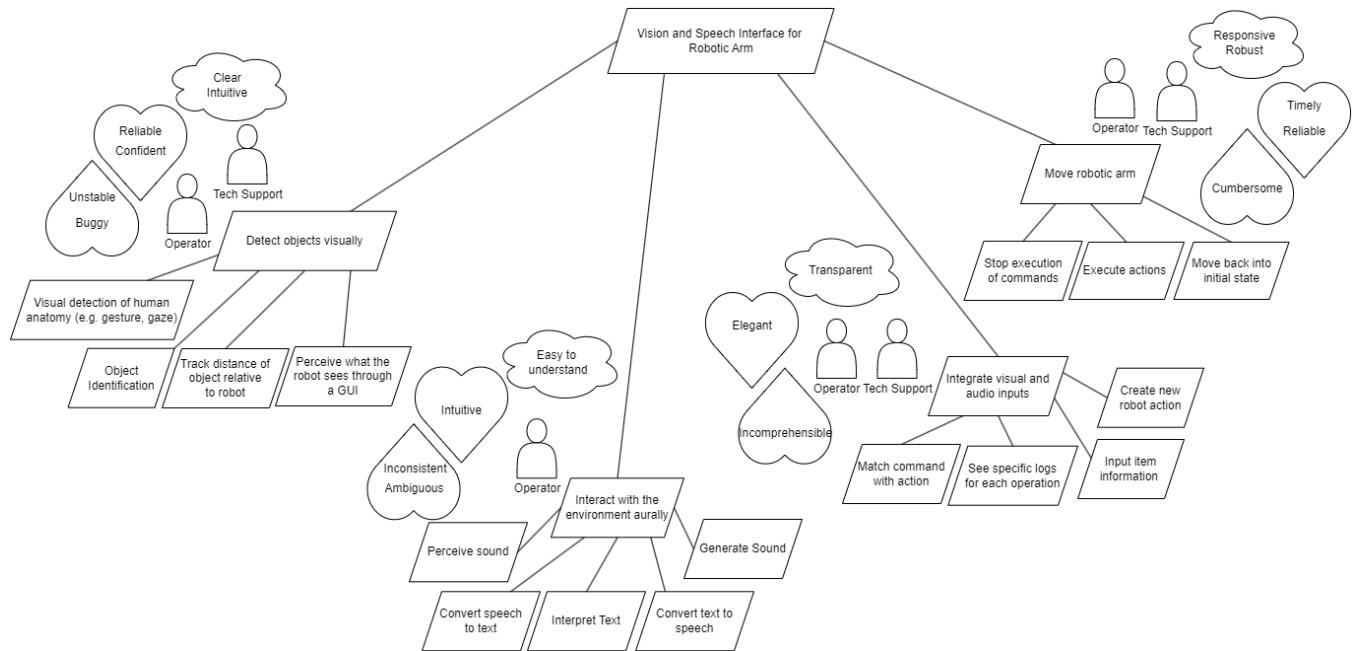 Vision and Speech Interface for
Robotic Arm
Clear
Intuitive
Reliable
Confident
Unstable
Buggy
Tech Support
Operator
Detect objects visually
Visual detection of human
anatomy (e.g. gesture, gaze)
Object
Identification
Track distance of
object relative
to robot
Perceive what the
robot sees through
a GUI
Easy to
understand
Intuitive
Inconsistent
Ambiguous
Operator
Interact with the
environment aurally
Perceive sound
Convert speech
to text
Interpret Text
Convert text to
speech
Generate Sound
Transparent
Elegant
Incomprehensible
Operator
Tech Support
Integrate visual and
audio inputs
Match command
with action
See specific logs
for each operation
Input item
information
Create new
robot action
Responsive
Robust
Timely
Reliable
Cumbersome
Operator
Tech Support
Move robotic arm
Stop execution
of commands
Execute actions
Move back into
initial state